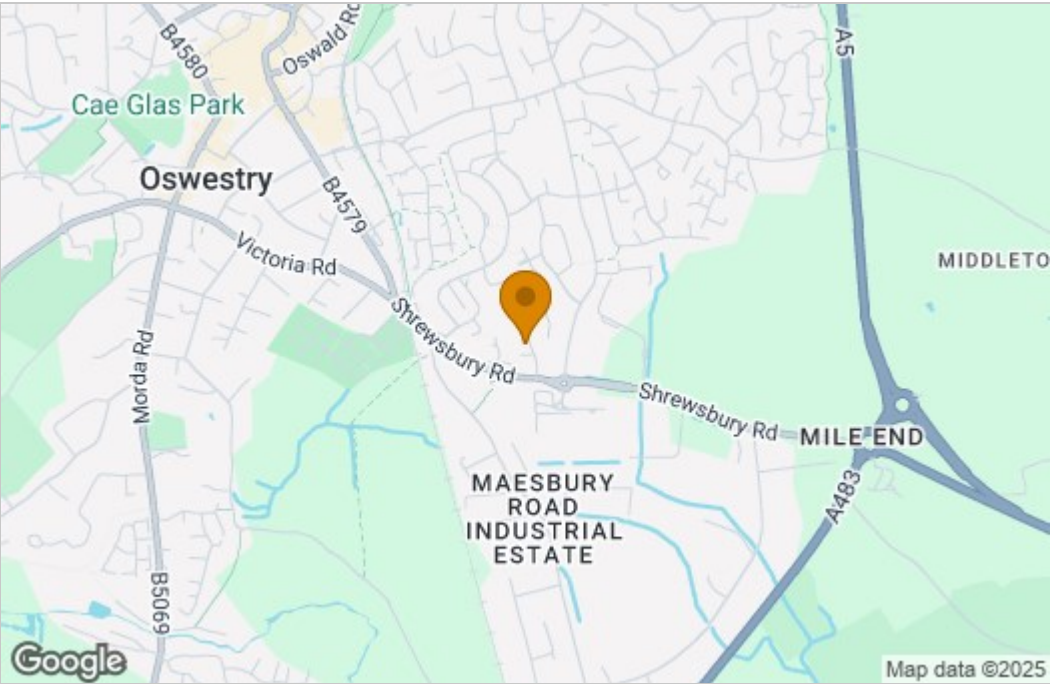 B4580
Oswald Rd
A5
Cae Glas Park
Oswestry
B4579
Victoria Rd
MIDDLETO
Shrewsbury Rd
Morda Rd
Shrewsbury Rd
MILE END
MAESBURY
ROAD
INDUSTRIAL
ESTATE
A483
B5069
Google
Map data ©2025